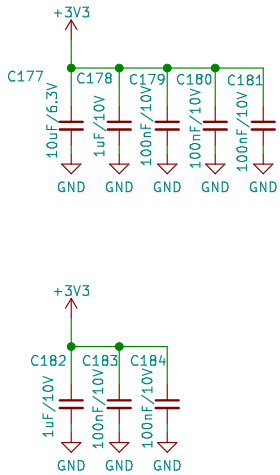 +3V3
C177 C178 C179 C180 C181
10uF/6.3V 1uF/10V 100nF/10V 100nF/10V 100nF/10V
GND GND GND GND GND
+3V3
C182 C183 C184
1uF/10V 100nF/10V 100nF/10V
GND GND GND